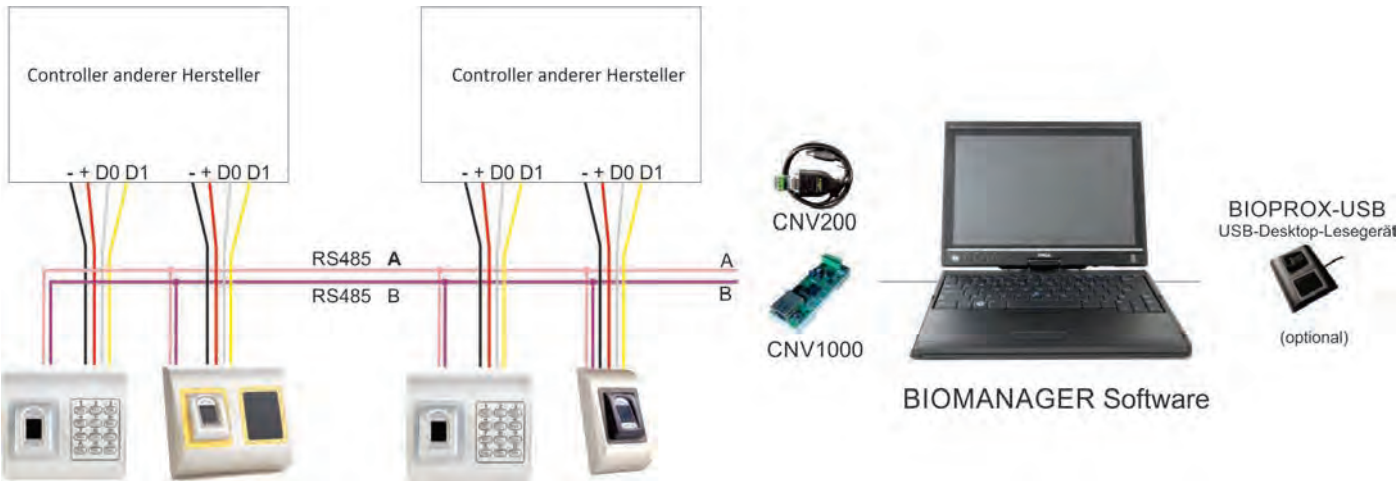 Controller anderer Hersteller
Controller anderer Hersteller
- + D0 D1
- + D0 D1
- + D0 D1
- + D0 D1
RS485 A
RS485 B
A
B
CNV200
CNV1000
BIOMANAGER Software
BIOPROX-USB
USB-Desktop-Lesegerät
(optional)